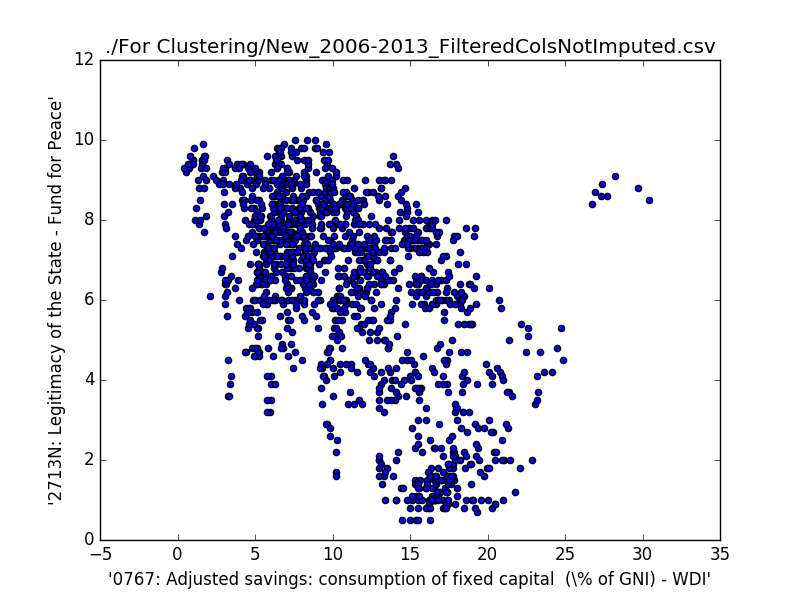 ./For Clustering/New_2006-2013_FilteredColsNotImputed.csv
12
10
8
6
4
2
0
−5 0 5 10 15 20 25 30 35
'2713N: Legitimacy of the State - Fund for Peace'
'0767: Adjusted savings: consumption of fixed capital  (\% of GNI) - WDI'